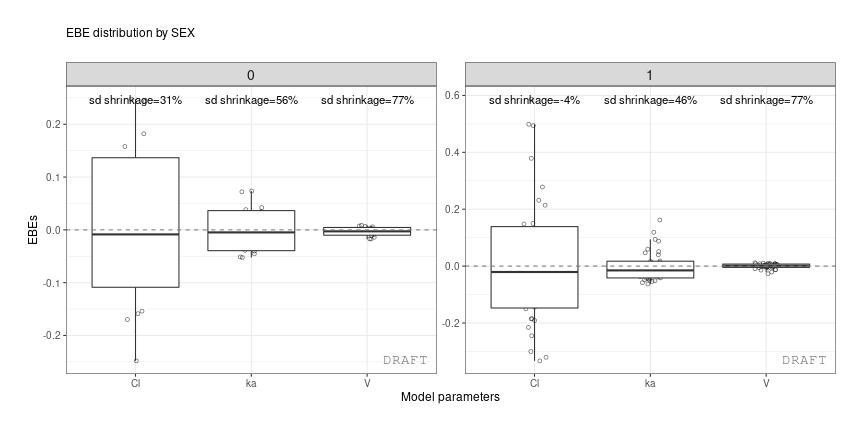 EBE distribution by SEX
0
1
sd shrinkage=31% sd shrinkage=56% sd shrinkage=77%
sd shrinkage=-4% sd shrinkage=46% sd shrinkage=77%
EBEs
0.2
0.1
0.0
-0.1
-0.2
0.6
0.4
0.2
0.0
-0.2
DRAFT
DRAFT
Cl ka V
Cl ka V
Model parameters